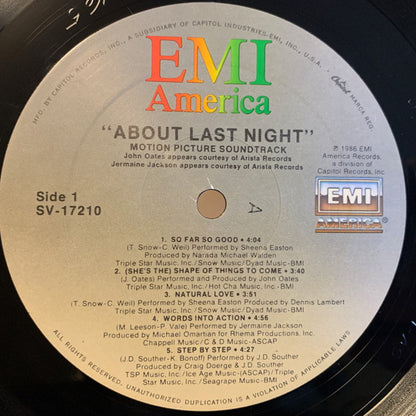 MFG. BY CAPITOL RECORDS, INC., A SUBSIDIARY OF CAPITOL INDUSTRIES-EMI, INC., U.S.A.
Capitol MARCA REG.
EMI
America
"ABOUT LAST NIGHT"
MOTION PICTURE SOUNDTRACK
John Oates appears courtesy of Arista Records
Jermaine Jackson appears courtesy of Arista Records
℗ 1986 EMI
America Records,
a division of
Capitol Records, Inc.
Side 1
SV-17210
EMI
AMERICA
1. SO FAR SO GOOD • 4:04
(T. Snow-C. Weil) Performed by Sheena Easton
Produced by Narada Michael Walden
Triple Star Music, Inc./Snow Music/Dyad Music-BMI
2. (SHE'S THE) SHAPE OF THINGS TO COME • 3:40
(J. Oates) Performed and Produced by John Oates
Triple Star Music, Inc./Hot Cha Music, Inc.-BMI
3. NATURAL LOVE • 3:51
(T. Snow-C. Weil) Performed by Sheena Easton Produced by Dennis Lambert
Triple Star Music, Inc./Snow Music/Dyad Music-BMI
4. WORDS INTO ACTION • 4:56
(M. Leeson-P. Vale) Performed by Jermaine Jackson
Produced by Michael Omartian for Rhema Productions, Inc.
Chappell Music/C & D Music-ASCAP
5. STEP BY STEP • 4:27
(J.D. Souther-K. Bonoff) Performed by J.D. Souther
Produced by Craig Doerge & J.D. Souther
TSP Music, Inc./Ice Age Music-(ASCAP)/Triple
Star Music, Inc./Seagrape Music-BMI
ALL RIGHTS RESERVED. UNAUTHORIZED DUPLICATION IS A VIOLATION OF APPLICABLE LAWS.